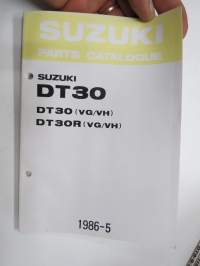 SUZUKI
PARTS CATALOGUE
SUZUKI
DT30
DT30 (VG/VH)
DT30R (VG/VH)
1986-5